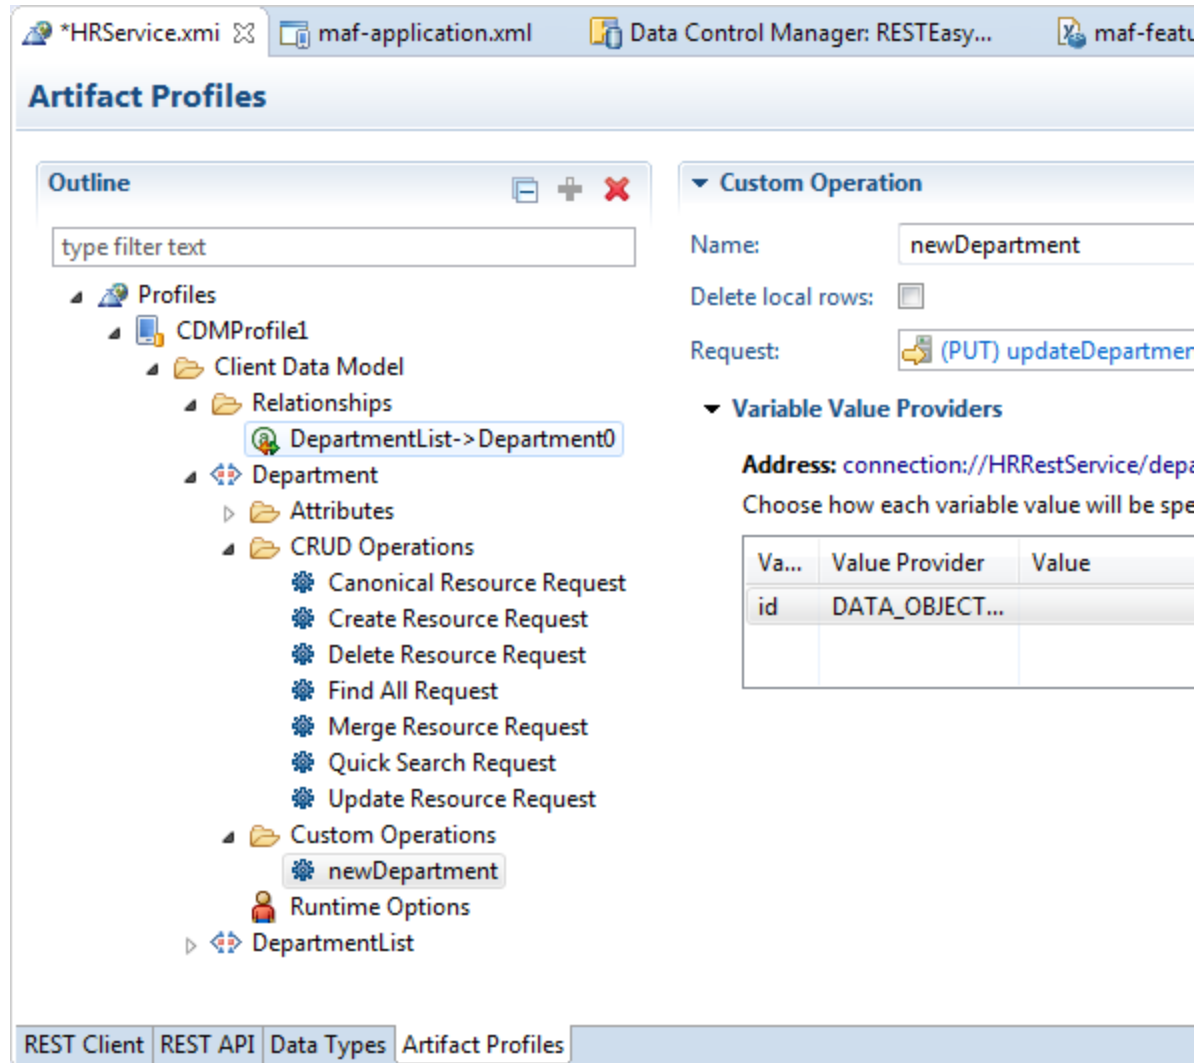 *HRService.xmi
maf-application.xml
Data Control Manager: RESTEasy...
maf-featu
Artifact Profiles
Outline
type filter text
Profiles
CDMProfile1
Client Data Model
Relationships
DepartmentList->Department0
Department
Attributes
CRUD Operations
Canonical Resource Request
Create Resource Request
Delete Resource Request
Find All Request
Merge Resource Request
Quick Search Request
Update Resource Request
Custom Operations
newDepartment
Runtime Options
DepartmentList
Custom Operation
Name: newDepartment
Delete local rows:
Request: (PUT) updateDepartmen
Variable Value Providers
Address: connection://HRRestService/depa
Choose how each variable value will be spe
Va... Value Provider Value
id DATA_OBJECT...
REST Client REST API Data Types Artifact Profiles